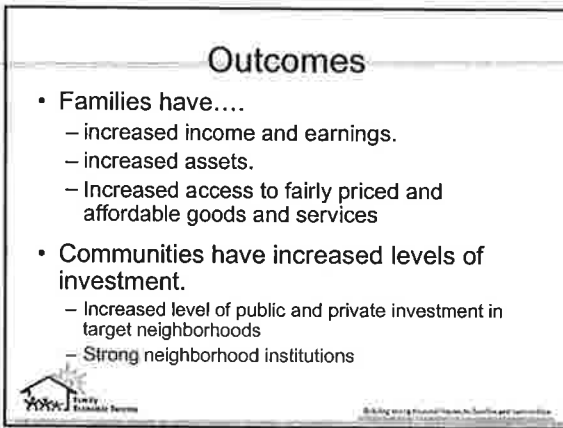 Outcomes
• Families have....
– increased income and earnings.
– increased assets.
– Increased access to fairly priced and
affordable goods and services
• Communities have increased levels of
investment.
– Increased level of public and private investment in
target neighborhoods
– Strong neighborhood institutions
Family
Economic Success